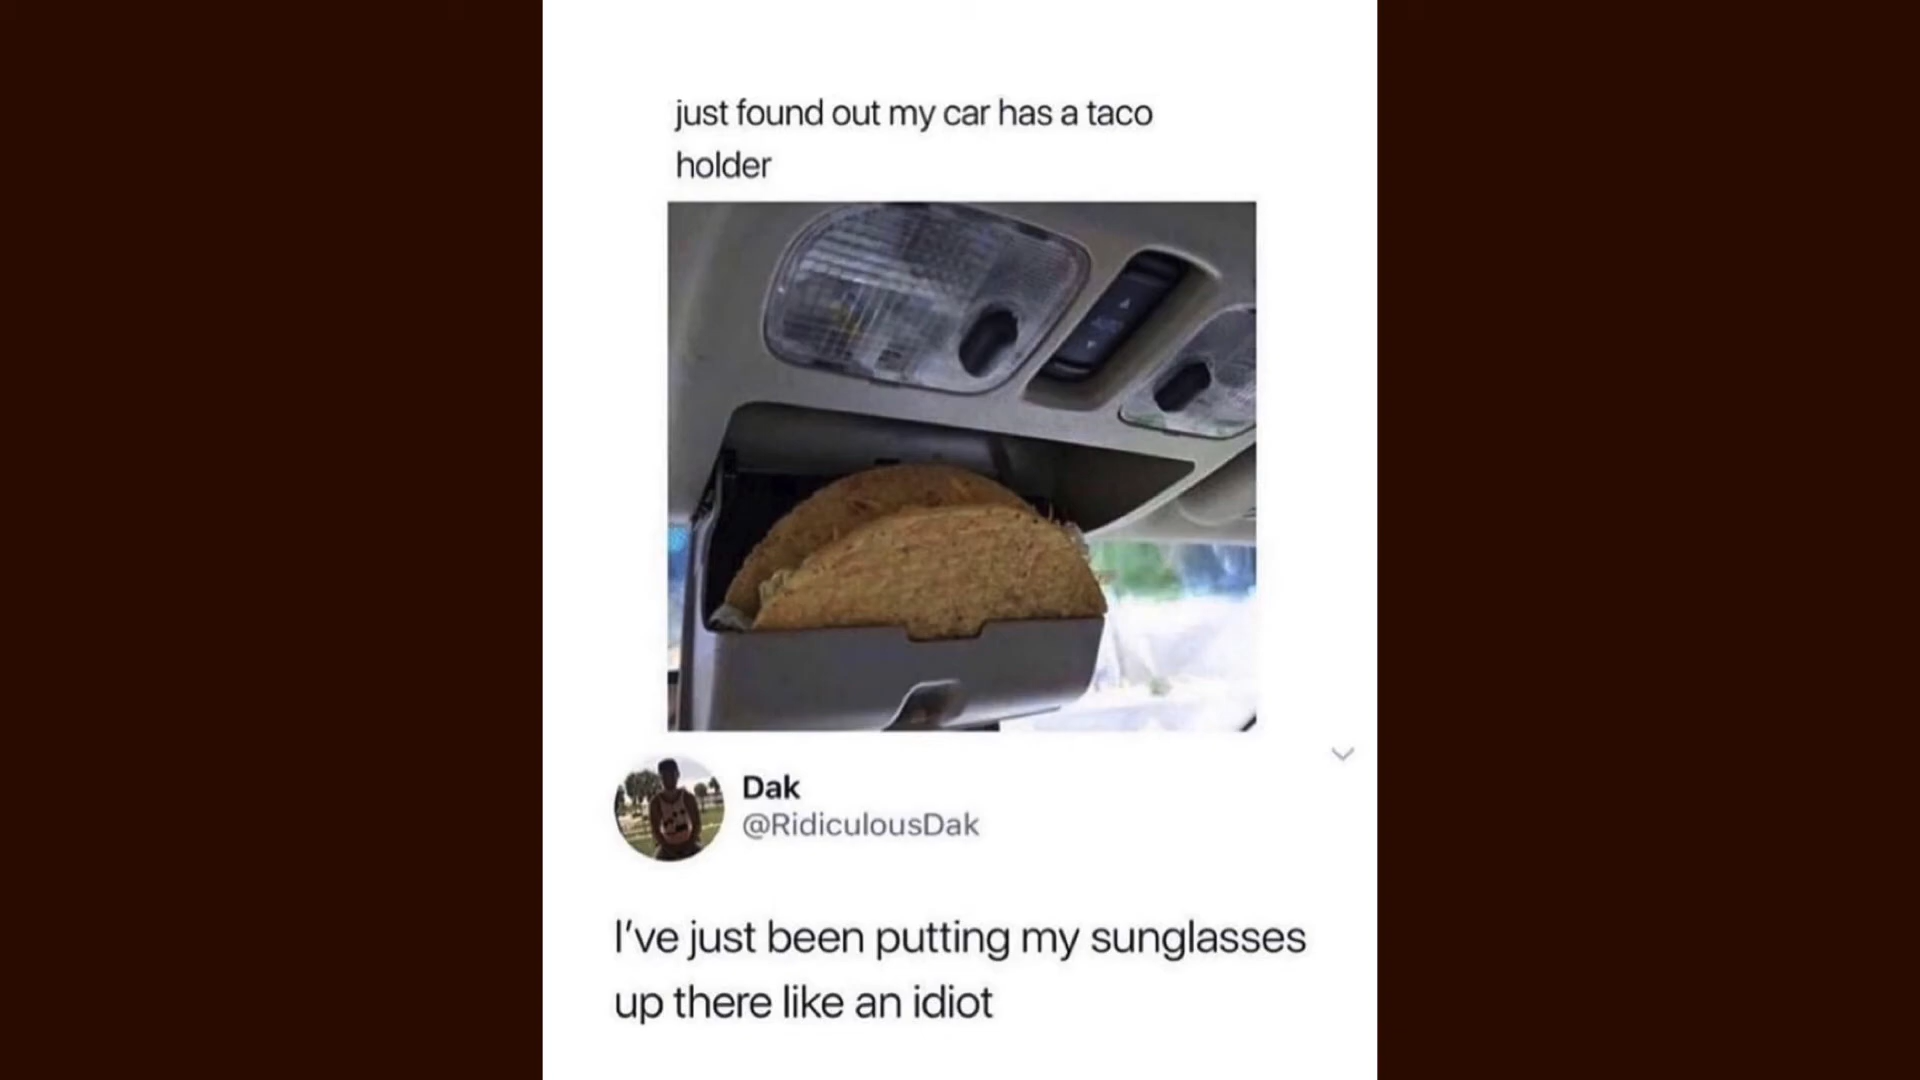 just found out my car has a taco
holder
Dak
@RidiculousDak
I've just been putting my sunglasses
up there like an idiot